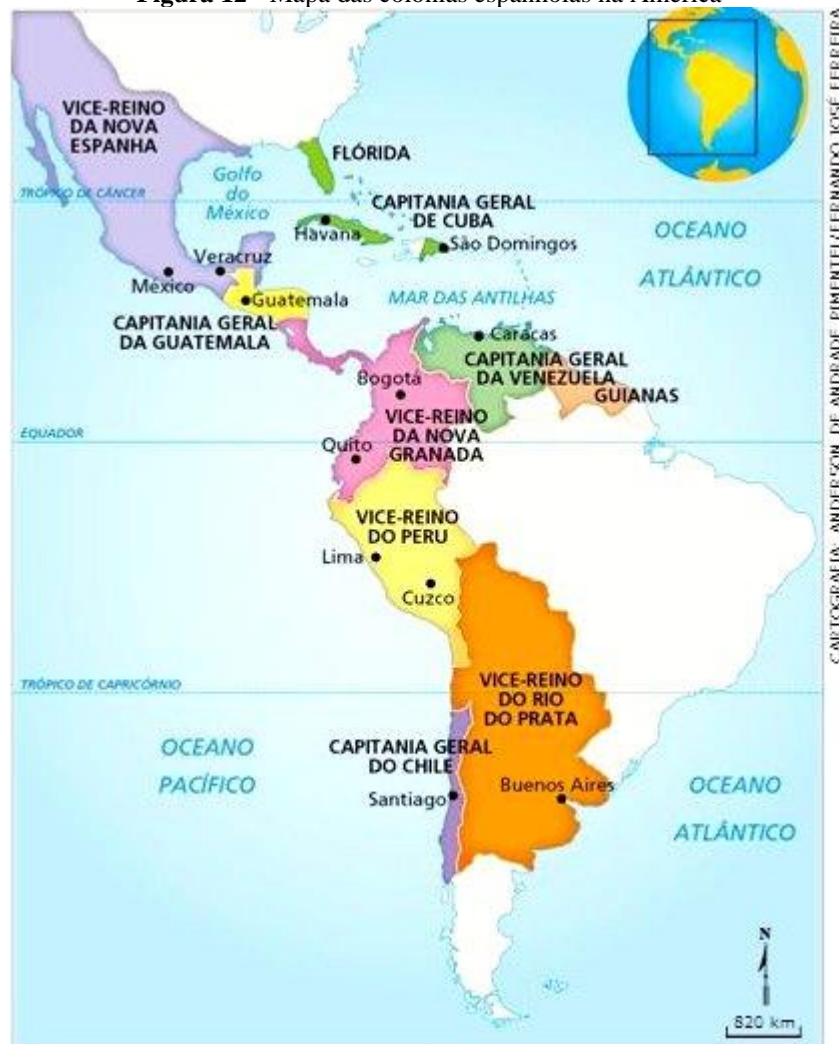 Figura 12 - Mapa das colônias espanholas na América
VICE-REINO
DA NOVA
ESPANHA
FLÓRIDA
Golfo
do
México
TRÓPICO DE CÂNCER
CAPITANIA GERAL
DE CUBA
Havana
São Domingos
OCEANO
ATLÂNTICO
Veracruz
México
Guatemala
MAR DAS ANTILHAS
CAPITANIA GERAL
DA GUATEMALA
Caracas
CAPITANIA GERAL
DA VENEZUELA
GUIANAS
Bogotá
VICE-REINO
DA NOVA
GRANADA
EQUADOR
Quito
VICE-REINO
DO PERU
Lima
Cuzco
TRÓPICO DE CAPRICÓRNIO
VICE-REINO
DO RIO
DO PRATA
OCEANO
PACÍFICO
CAPITANIA GERAL
DO CHILE
Santiago
Buenos Aires
OCEANO
ATLÂNTICO
N
820 km
CARTOGRAFIA: ANDERSON DE ANDRADE PIMENTEL/FERNANDO JOSÉ FERREIRA